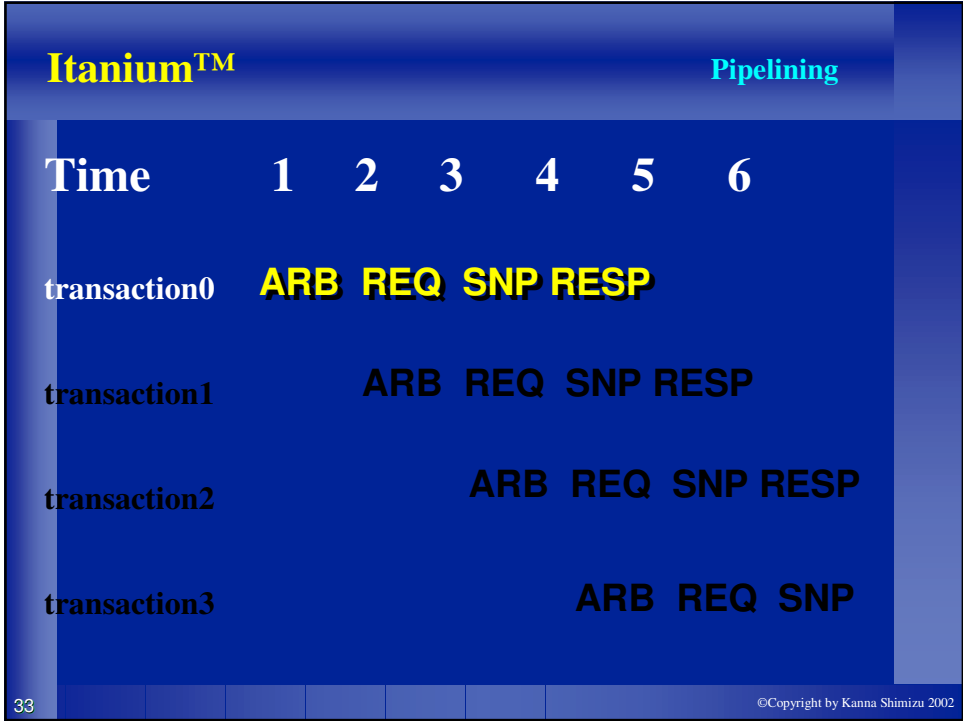 Itanium™ Pipelining
Time 1 2 3 4 5 6
transaction0 ARB REQ SNP RESP
transaction1 ARB REQ SNP RESP
transaction2 ARB REQ SNP RESP
transaction3 ARB REQ SNP
33 ©Copyright by Kanna Shimizu 2002